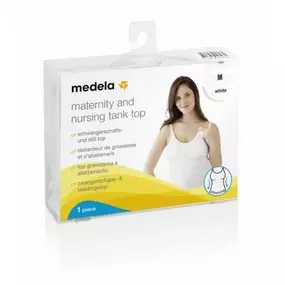 medela
maternity and
nursing tank top
schwangerschafts-
und still top
débardeur de grossesse
et d'allaitement
top gravidanza e
allattamento
zwangerschaps- &
voedingstop
1 piece
M
white